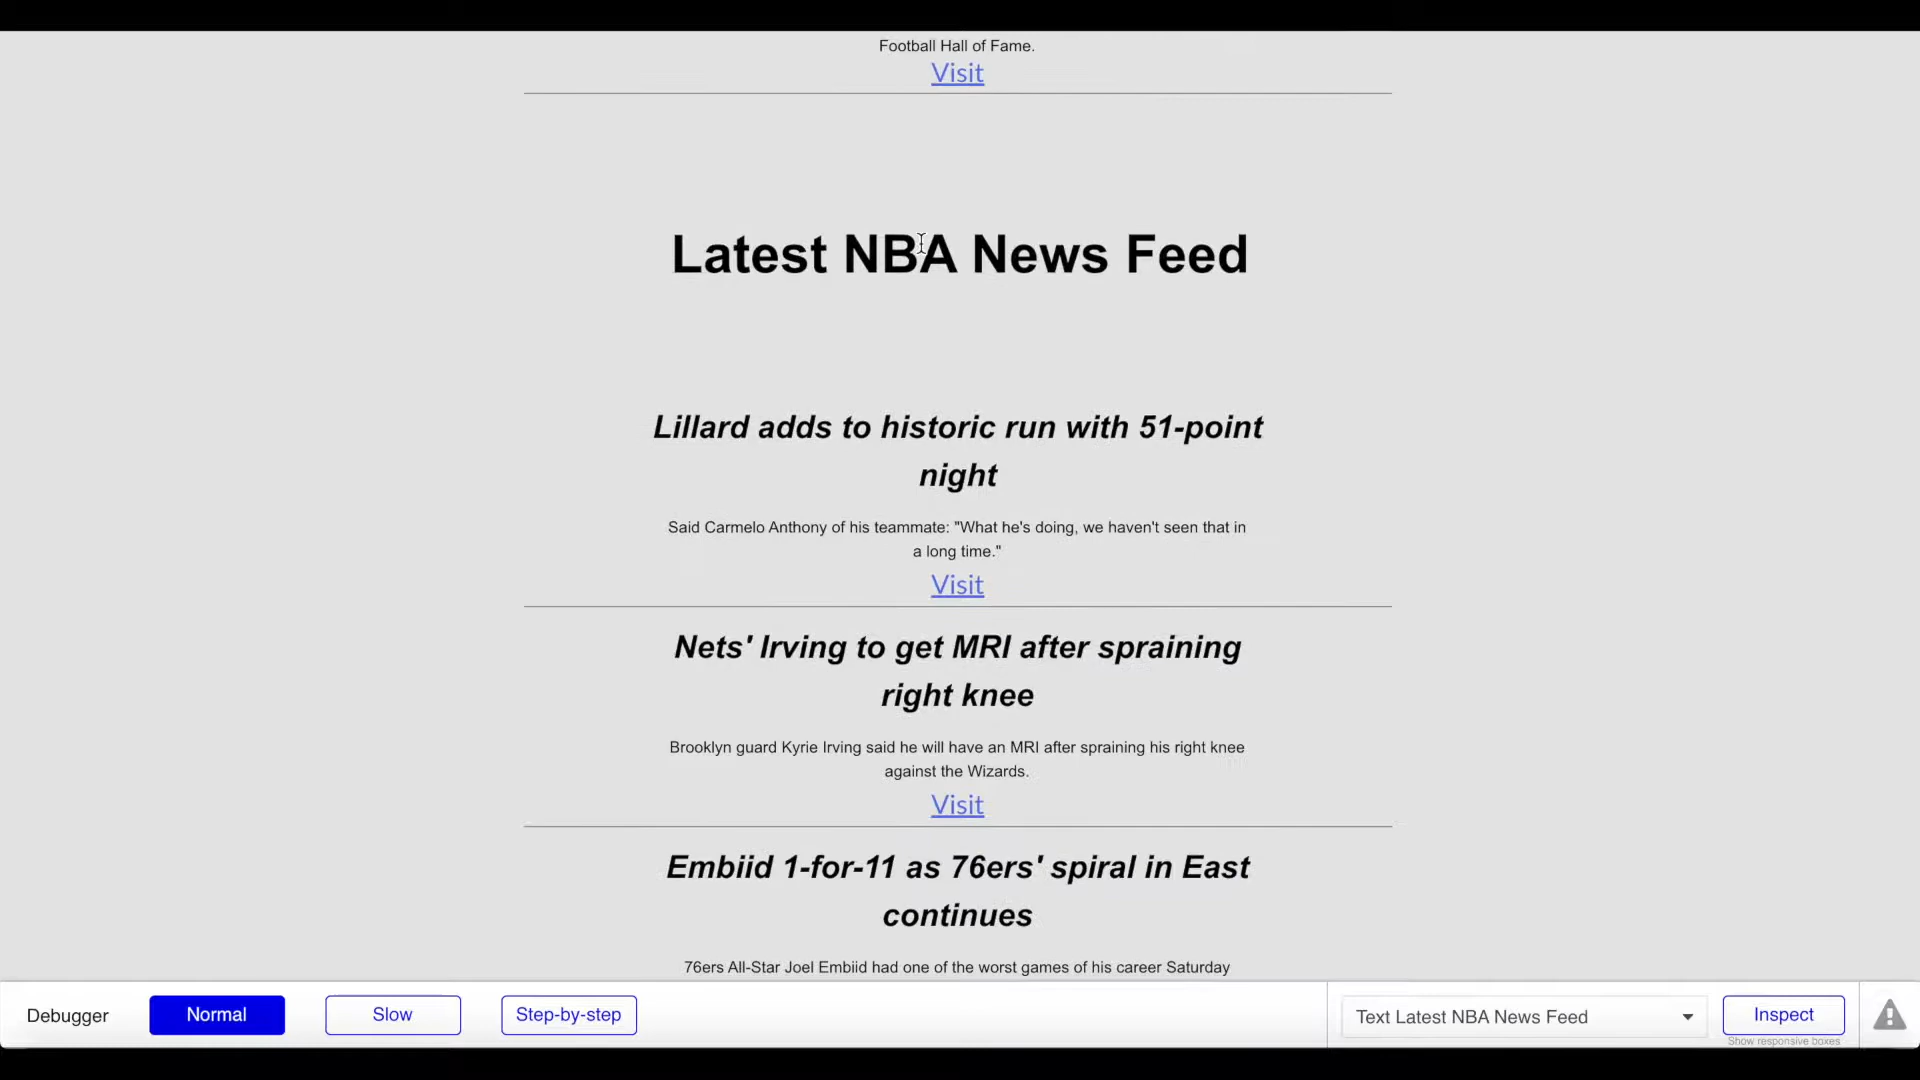 Football Hall of Fame.
Visit
Latest NBA News Feed
Lillard adds to historic run with 51-point
night
Said Carmelo Anthony of his teammate: "What he's doing, we haven't seen that in
a long time."
Visit
Nets' Irving to get MRI after spraining
right knee
Brooklyn guard Kyrie Irving said he will have an MRI after spraining his right knee
against the Wizards.
Visit
Embiid 1-for-11 as 76ers' spiral in East
continues
76ers All-Star Joel Embiid had one of the worst games of his career Saturday
Debugger
Normal
Slow
Step-by-step
Text Latest NBA News Feed
Inspect
Show responsive boxes